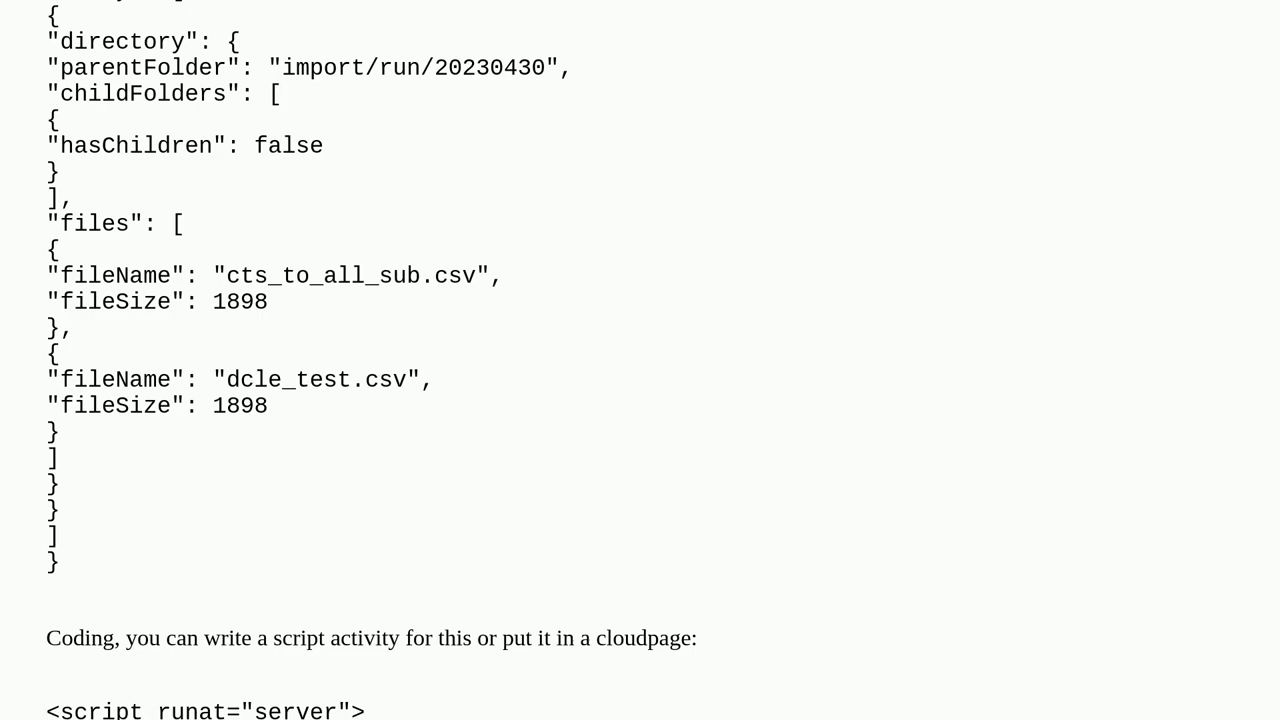 {
"directory": {
"parentFolder": "import/run/20230430",
"childFolders": [
{
"hasChildren": false
}
],
"files": [
{
"fileName": "cts_to_all_sub.csv",
"fileSize": 1898
},
{
"fileName": "dcle_test.csv",
"fileSize": 1898
}
]
}
}
]
}
Coding, you can write a script activity for this or put it in a cloudpage:
<script runat="server">